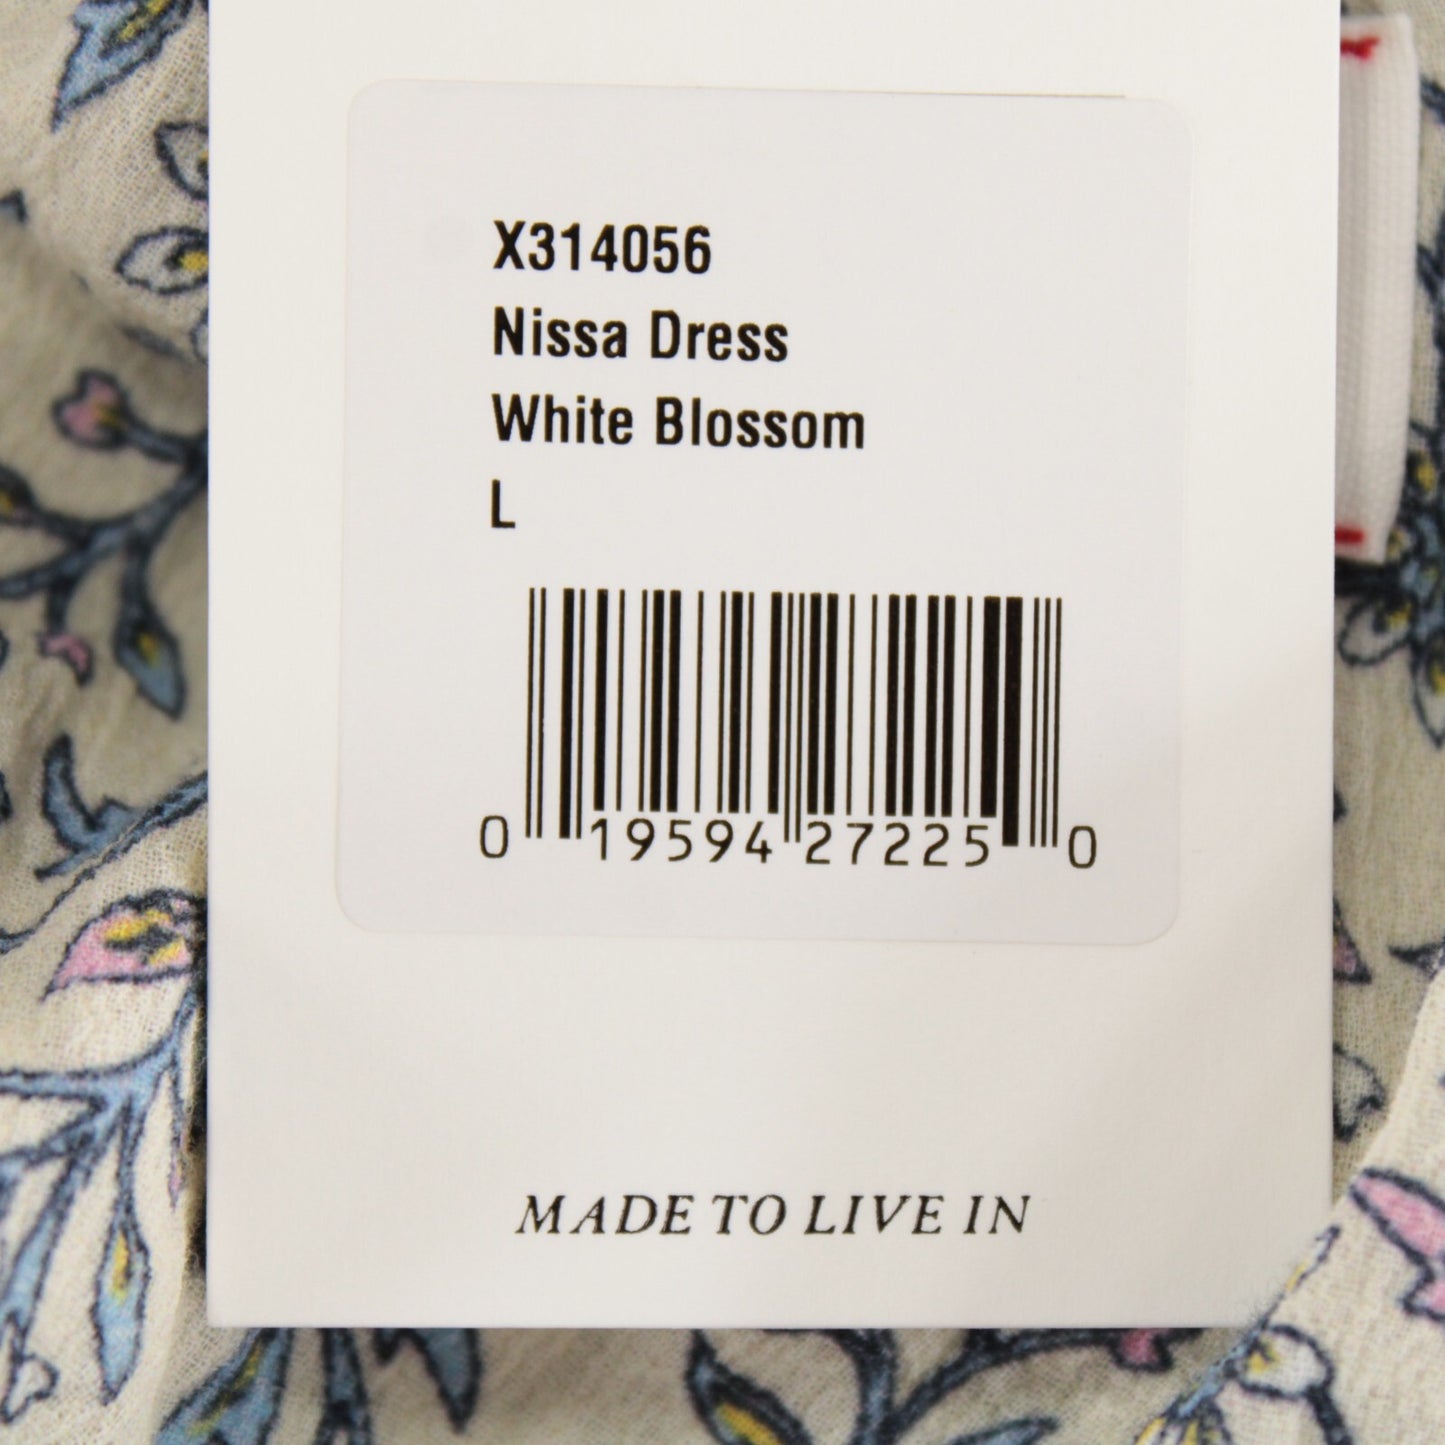 X314056
Nissa Dress
White Blossom
L
0 19594 27225 0
MADE TO LIVE IN